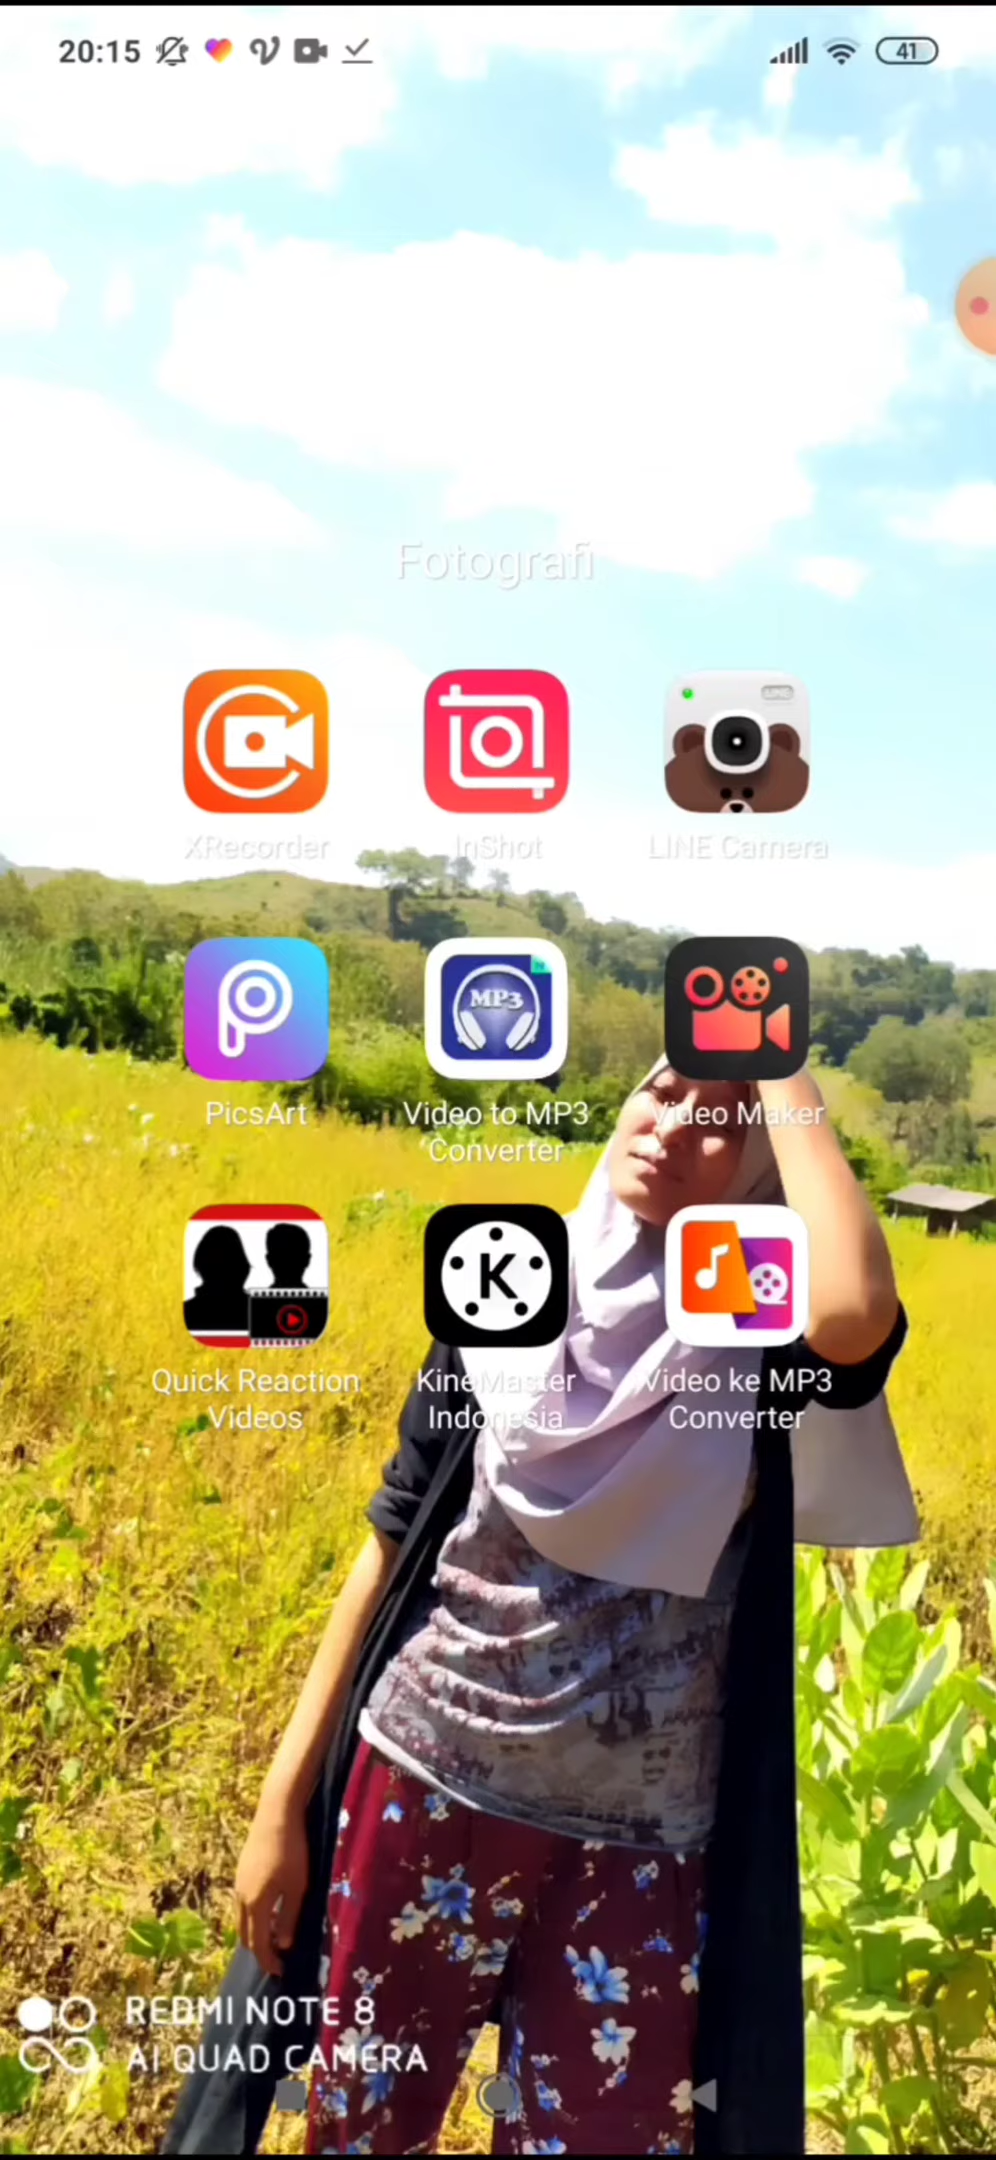 20:15
41
Fotografi
XRecorder
InShot
LINE Camera
MP3
PicsArt
Video to MP3
Converter
Video Maker
K
Quick Reaction
Videos
KineMaster
Indonesia
Video ke MP3
Converter
REDMI NOTE 8
AI QUAD CAMERA